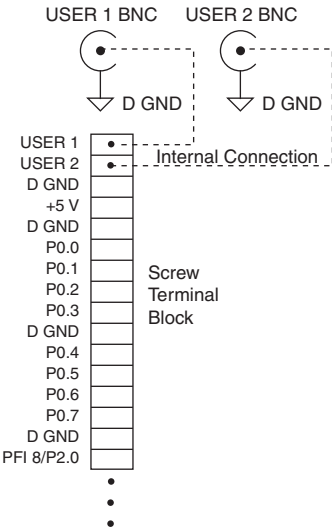 USER 1 BNC USER 2 BNC
D GND D GND
USER 1
USER 2
Internal Connection
D GND
+5 V
D GND
P0.0
P0.1
P0.2
P0.3
Screw
Terminal
Block
D GND
P0.4
P0.5
P0.6
P0.7
D GND
PFI 8/P2.0